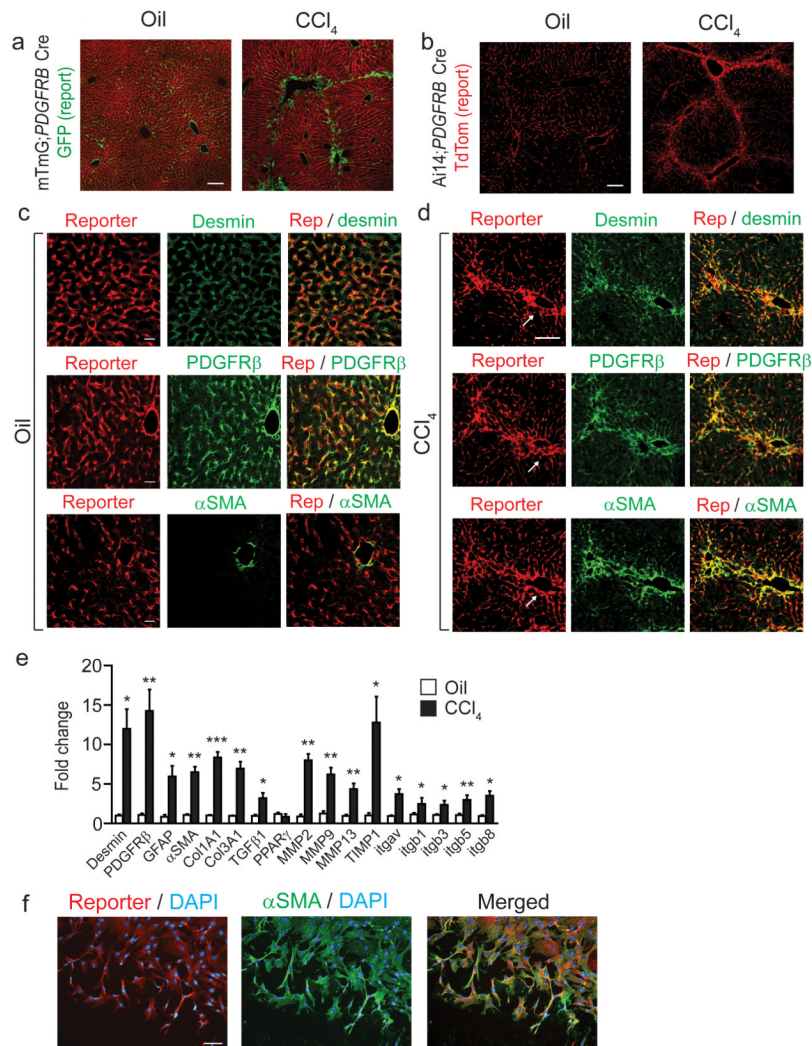 a
Oil
CCl4
mTmG;PDGFRB Cre
GFP (report)
b
Oil
CCl4
Ai14;PDGFRB Cre
TdTom (report)
c
Oil
Reporter
Desmin
Rep / desmin
Reporter
PDGFRβ
Rep / PDGFRβ
Reporter
αSMA
Rep / αSMA
d
CCl4
Reporter
Desmin
Rep / desmin
Reporter
PDGFRβ
Rep / PDGFRβ
Reporter
αSMA
Rep / αSMA
e
Fold change
20
15
10
5
0
Oil
CCl4
*
**
*
**
***
**
*
**
**
**
*
*
*
*
**
*
Desmin
PDGFRβ
GFAP
αSMA
Col1A1
Col3A1
TGFβ1
PPARγ
MMP2
MMP9
MMP13
TIMP1
itgav
itgb1
itgb3
itgb5
itgb8
f
Reporter / DAPI
αSMA / DAPI
Merged